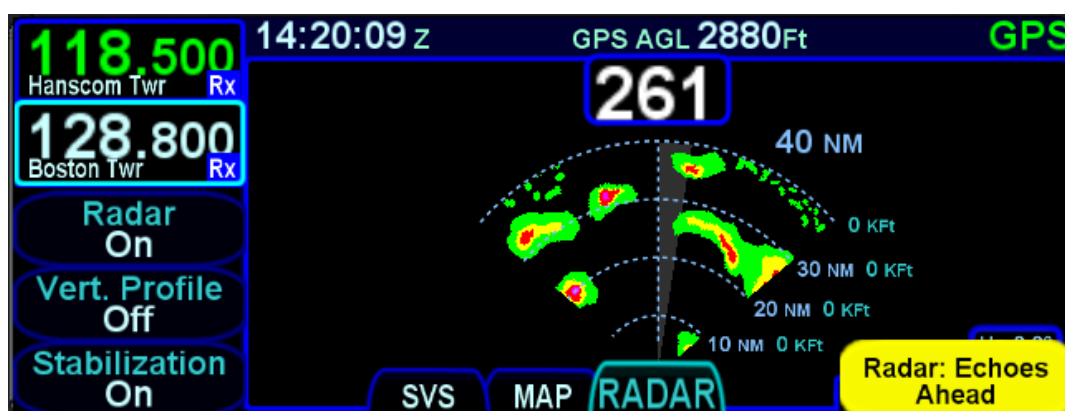 118.500
Hanscom Twr Rx
128.800
Boston Twr Rx
Radar
On
Vert. Profile
Off
Stabilization
On
14:20:09 Z GPS AGL 2880Ft GPS
261
40 NM
0 KFt
30 NM 0 KFt
20 NM 0 KFt
10 NM 0 KFt
SVS MAP RADAR
Radar: Echoes
Ahead